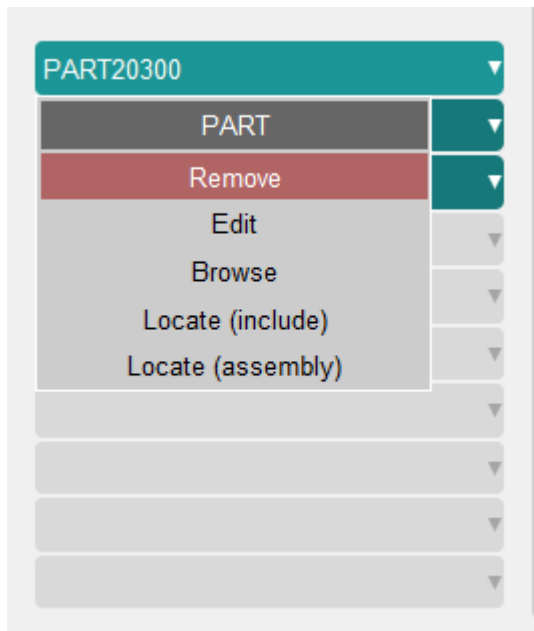 PART20300
PART
Remove
Edit
Browse
Locate (include)
Locate (assembly)